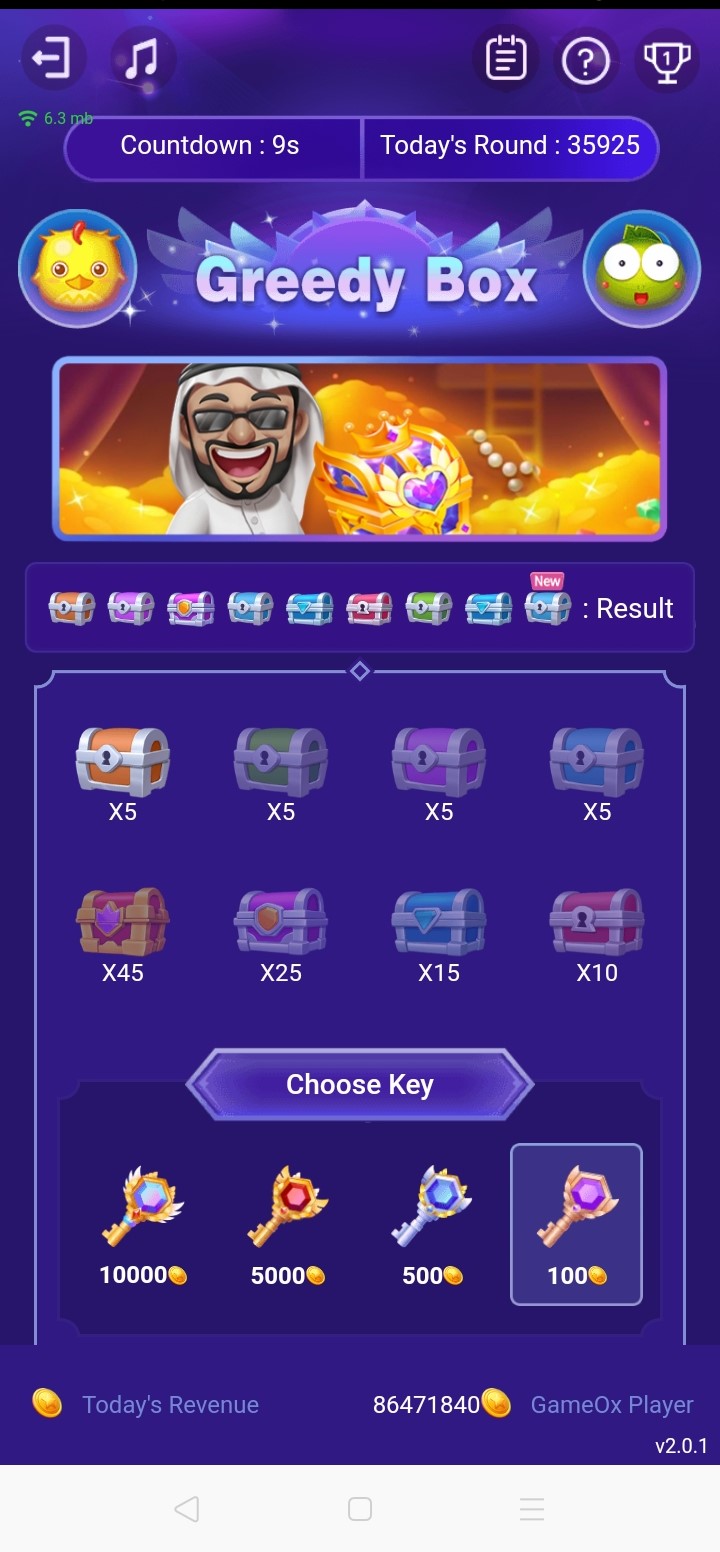 6.3 mb
Countdown : 9s
Today's Round : 35925
1
Greedy Box
New
: Result
X5
X5
X5
X5
X45
X25
X15
X10
Choose Key
10000
5000
500
100
Today's Revenue
86471840
GameOx Player
v2.0.1